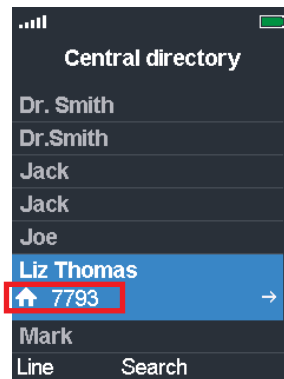 Central directory
Dr. Smith
Dr.Smith
Jack
Jack
Joe
Liz Thomas
7793
Mark
Line Search